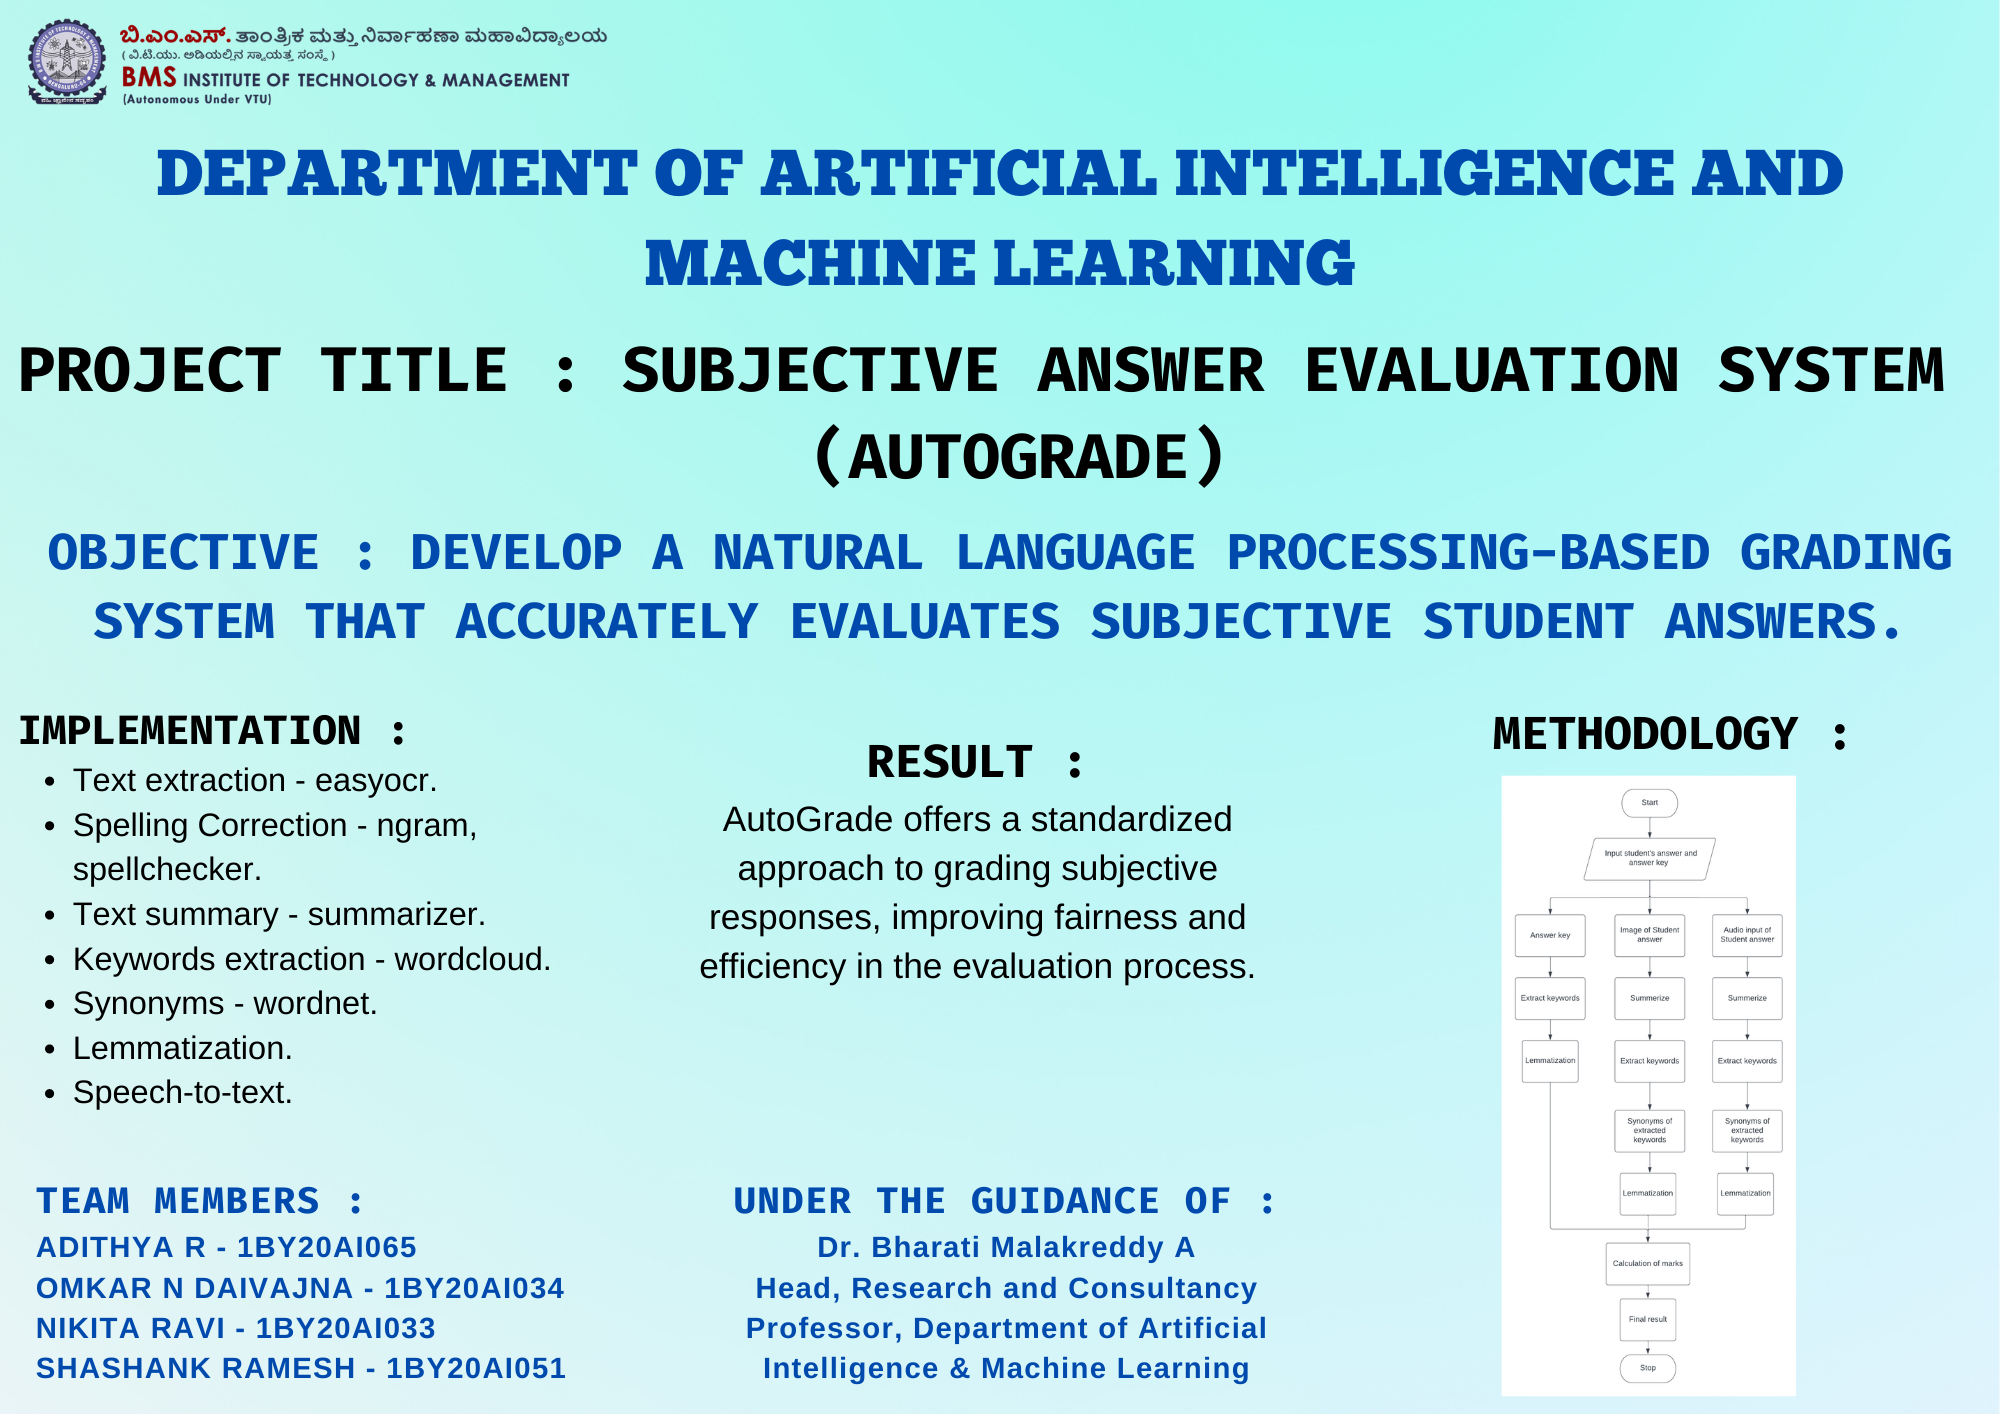 ಬಿ.ಎಂ.ಎಸ್. ತಾಂತ್ರಿಕ ಮತ್ತು ನಿರ್ವಾಹಣಾ ಮಹಾವಿದ್ಯಾಲಯ
( ವಿ.ಟಿ.ಯು. ಅಡಿಯಲ್ಲಿನ ಸ್ವಾಯತ್ತ ಸಂಸ್ಥೆ )
BMS INSTITUTE OF TECHNOLOGY & MANAGEMENT
(Autonomous Under VTU)
DEPARTMENT OF ARTIFICIAL INTELLIGENCE AND
MACHINE LEARNING
PROJECT TITLE : SUBJECTIVE ANSWER EVALUATION SYSTEM
(AUTOGRADE)
OBJECTIVE : DEVELOP A NATURAL LANGUAGE PROCESSING-BASED GRADING
SYSTEM THAT ACCURATELY EVALUATES SUBJECTIVE STUDENT ANSWERS.
IMPLEMENTATION :
• Text extraction - easyocr.
• Spelling Correction - ngram,
spellchecker.
• Text summary - summarizer.
• Keywords extraction - wordcloud.
• Synonyms - wordnet.
• Lemmatization.
• Speech-to-text.
RESULT :
AutoGrade offers a standardized
approach to grading subjective
responses, improving fairness and
efficiency in the evaluation process.
METHODOLOGY :
Start
Input student's answer and
answer key
Answer key
Image of Student
answer
Audio input of
Student answer
Extract keywords
Summerize
Summerize
Lemmatization
Extract keywords
Extract keywords
Synonyms of
extracted
keywords
Synonyms of
extracted
keywords
Lemmatization
Lemmatization
Calculation of marks
Final result
Stop
TEAM MEMBERS :
ADITHYA R - 1BY20AI065
OMKAR N DAIVAJNA - 1BY20AI034
NIKITA RAVI - 1BY20AI033
SHASHANK RAMESH - 1BY20AI051
UNDER THE GUIDANCE OF :
Dr. Bharati Malakreddy A
Head, Research and Consultancy
Professor, Department of Artificial
Intelligence & Machine Learning